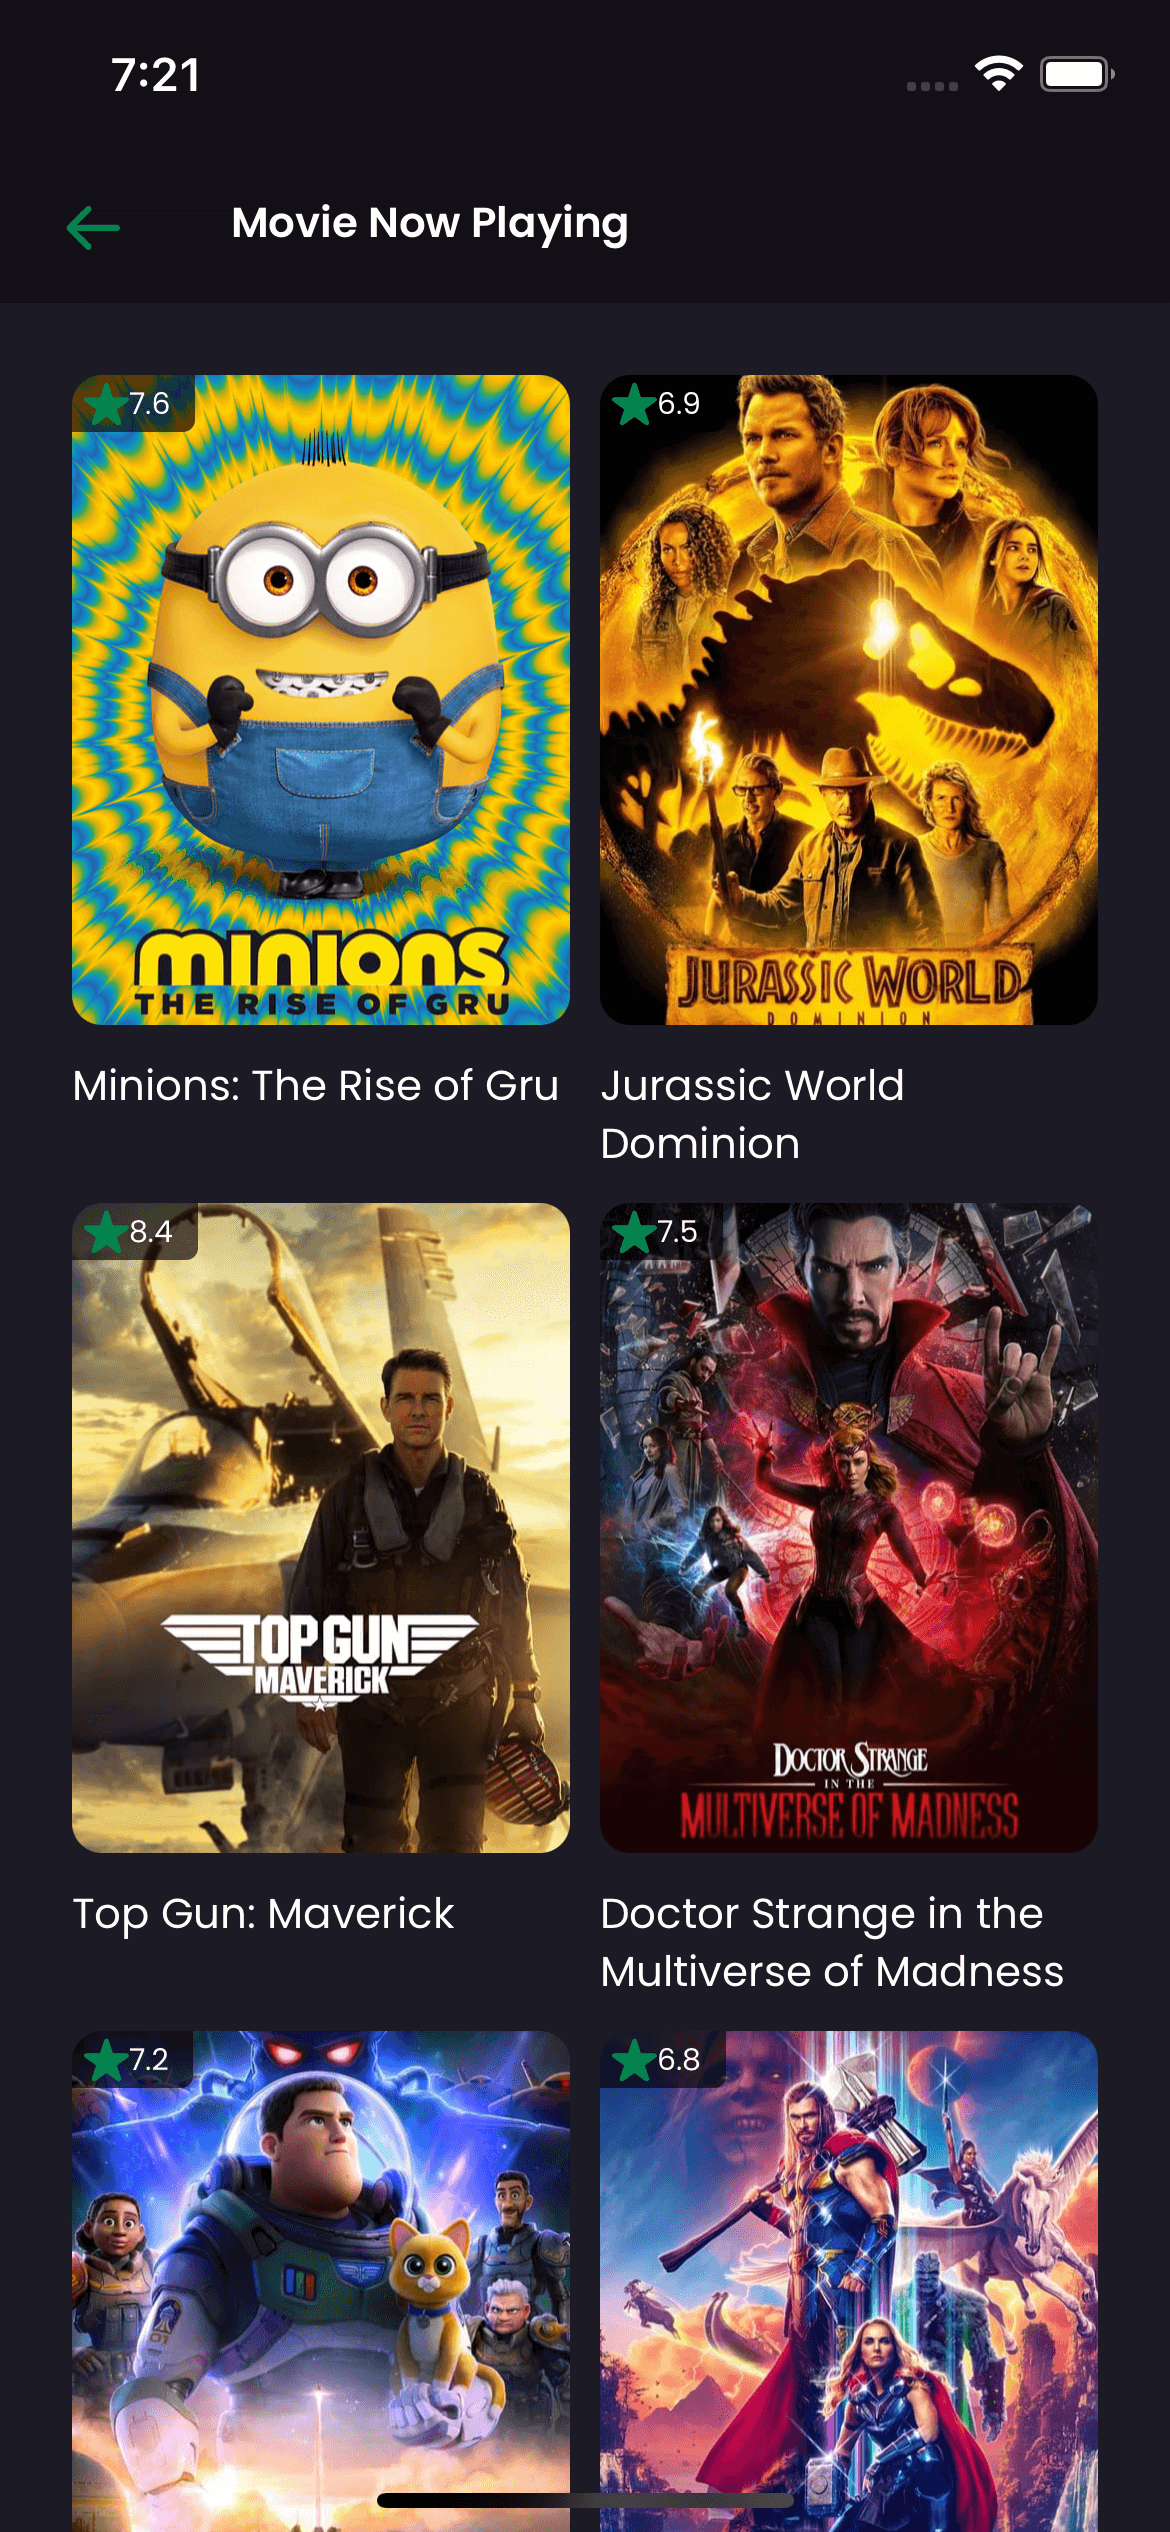 7:21
Movie Now Playing
7.6
6.9
minions
THE RISE OF GRU
JURASSIC WORLD
DOMINION
Minions: The Rise of Gru
Jurassic World
Dominion
8.4
7.5
TOP GUN
MAVERICK
DOCTOR STRANGE
IN THE
MULTIVERSE OF MADNESS
Top Gun: Maverick
Doctor Strange in the
Multiverse of Madness
7.2
6.8